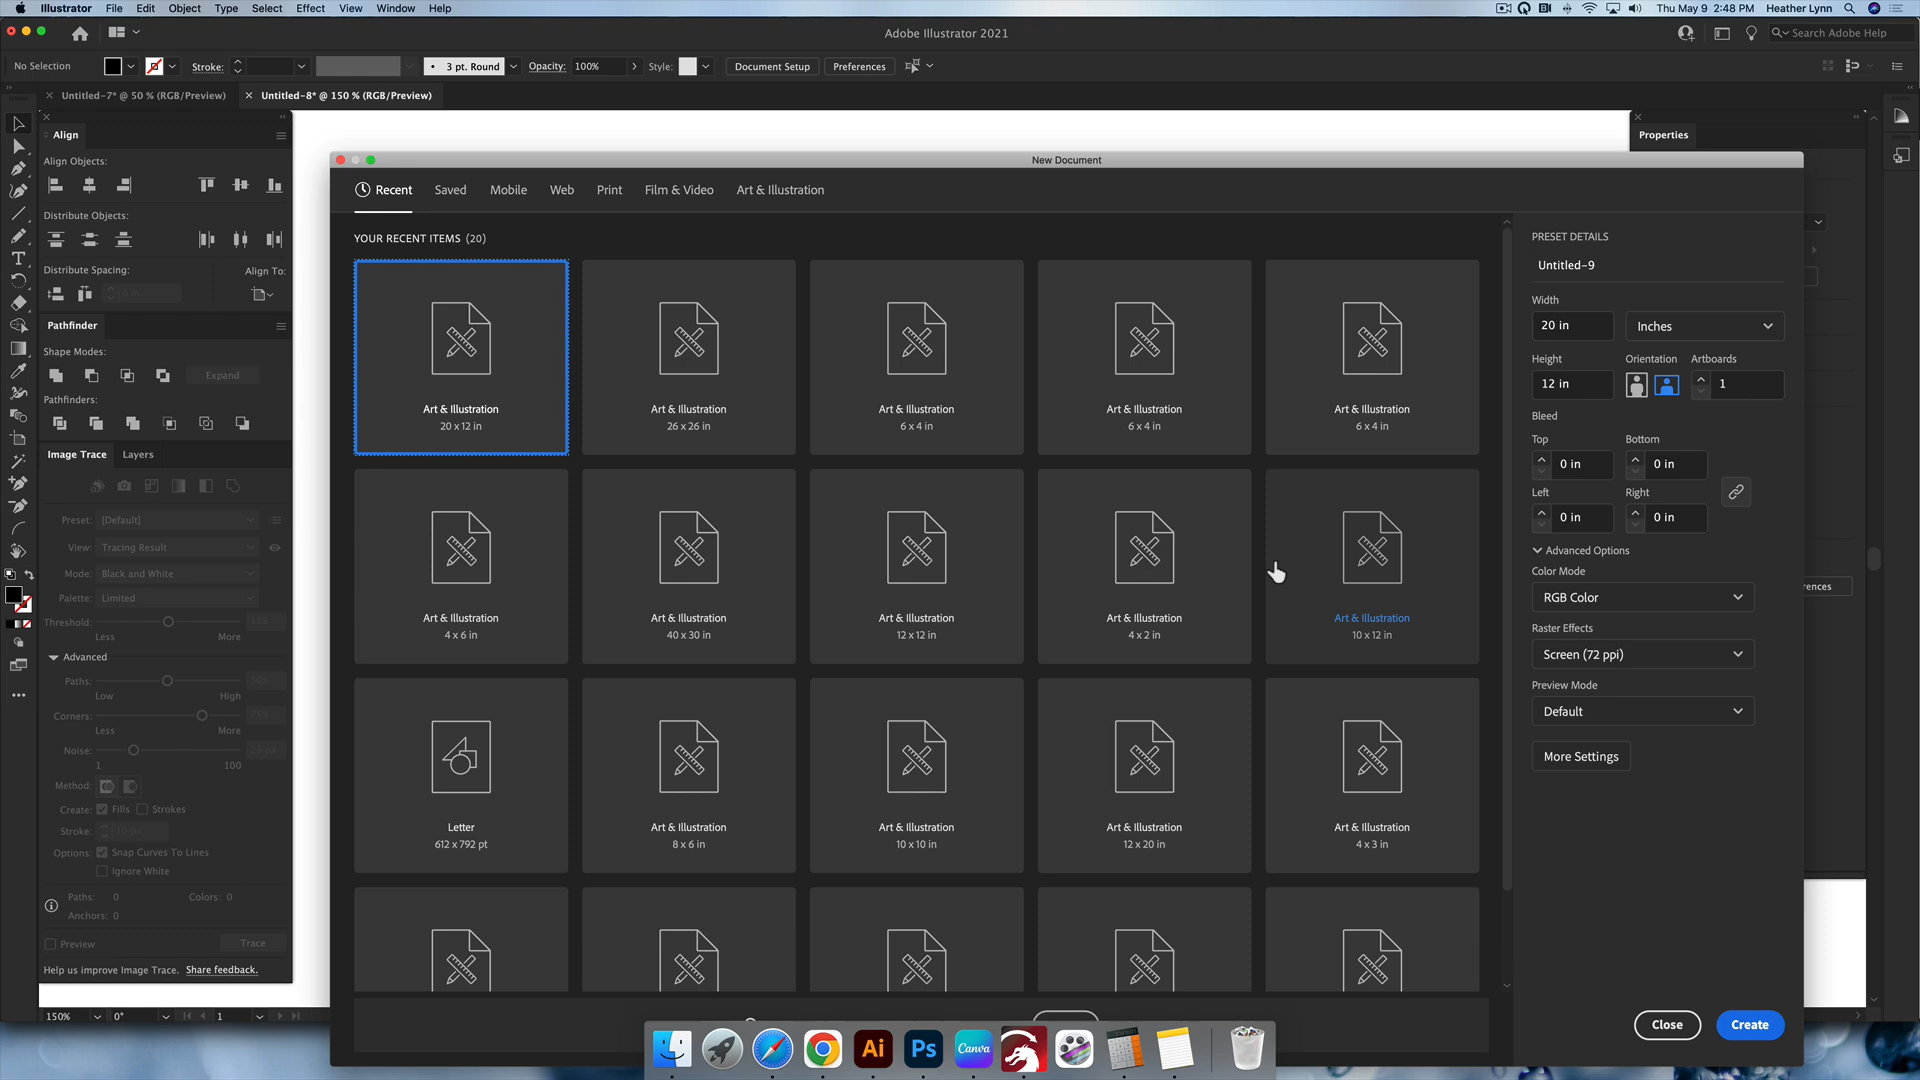 Illustrator File Edit Object Type Select Effect View Window Help
Thu May 9 2:48 PM Heather Lynn
Adobe Illustrator 2021
Search Adobe Help
No Selection Stroke: 3 pt. Round Opacity: 100% Style: Document Setup Preferences
Untitled-7* @ 50 % (RGB/Preview) Untitled-8* @ 150 % (RGB/Preview)
Align
Align Objects:
Distribute Objects:
Distribute Spacing: Align To:
0 in
Pathfinder
Shape Modes:
Expand
Pathfinders:
Image Trace Layers
Preset: [Default]
View: Tracing Result
Mode: Black and White
Palette: Limited
Threshold: 128
Less More
Advanced
Paths: 50%
Low High
Corners: 75%
Less More
Noise: 25 px
1 100
Method:
Create: Fills Strokes
Stroke: 10 px
Options: Snap Curves To Lines
Ignore White
Paths: 0 Colors: 0
Anchors: 0
Preview Trace
Help us improve Image Trace. Share feedback.
150% 0° 1
Properties
New Document
Recent Saved Mobile Web Print Film & Video Art & Illustration
YOUR RECENT ITEMS (20)
Art & Illustration
20 x 12 in
Art & Illustration
26 x 26 in
Art & Illustration
6 x 4 in
Art & Illustration
6 x 4 in
Art & Illustration
6 x 4 in
Art & Illustration
4 x 6 in
Art & Illustration
40 x 30 in
Art & Illustration
12 x 12 in
Art & Illustration
4 x 2 in
Art & Illustration
10 x 12 in
Letter
612 x 792 pt
Art & Illustration
8 x 6 in
Art & Illustration
10 x 10 in
Art & Illustration
12 x 20 in
Art & Illustration
4 x 3 in
PRESET DETAILS
Untitled-9
Width
20 in Inches
Height Orientation Artboards
12 in 1
Bleed
Top Bottom
0 in 0 in
Left Right
0 in 0 in
Advanced Options
Color Mode
RGB Color
Raster Effects
Screen (72 ppi)
Preview Mode
Default
More Settings
Close Create
rences
Ai Ps Canva